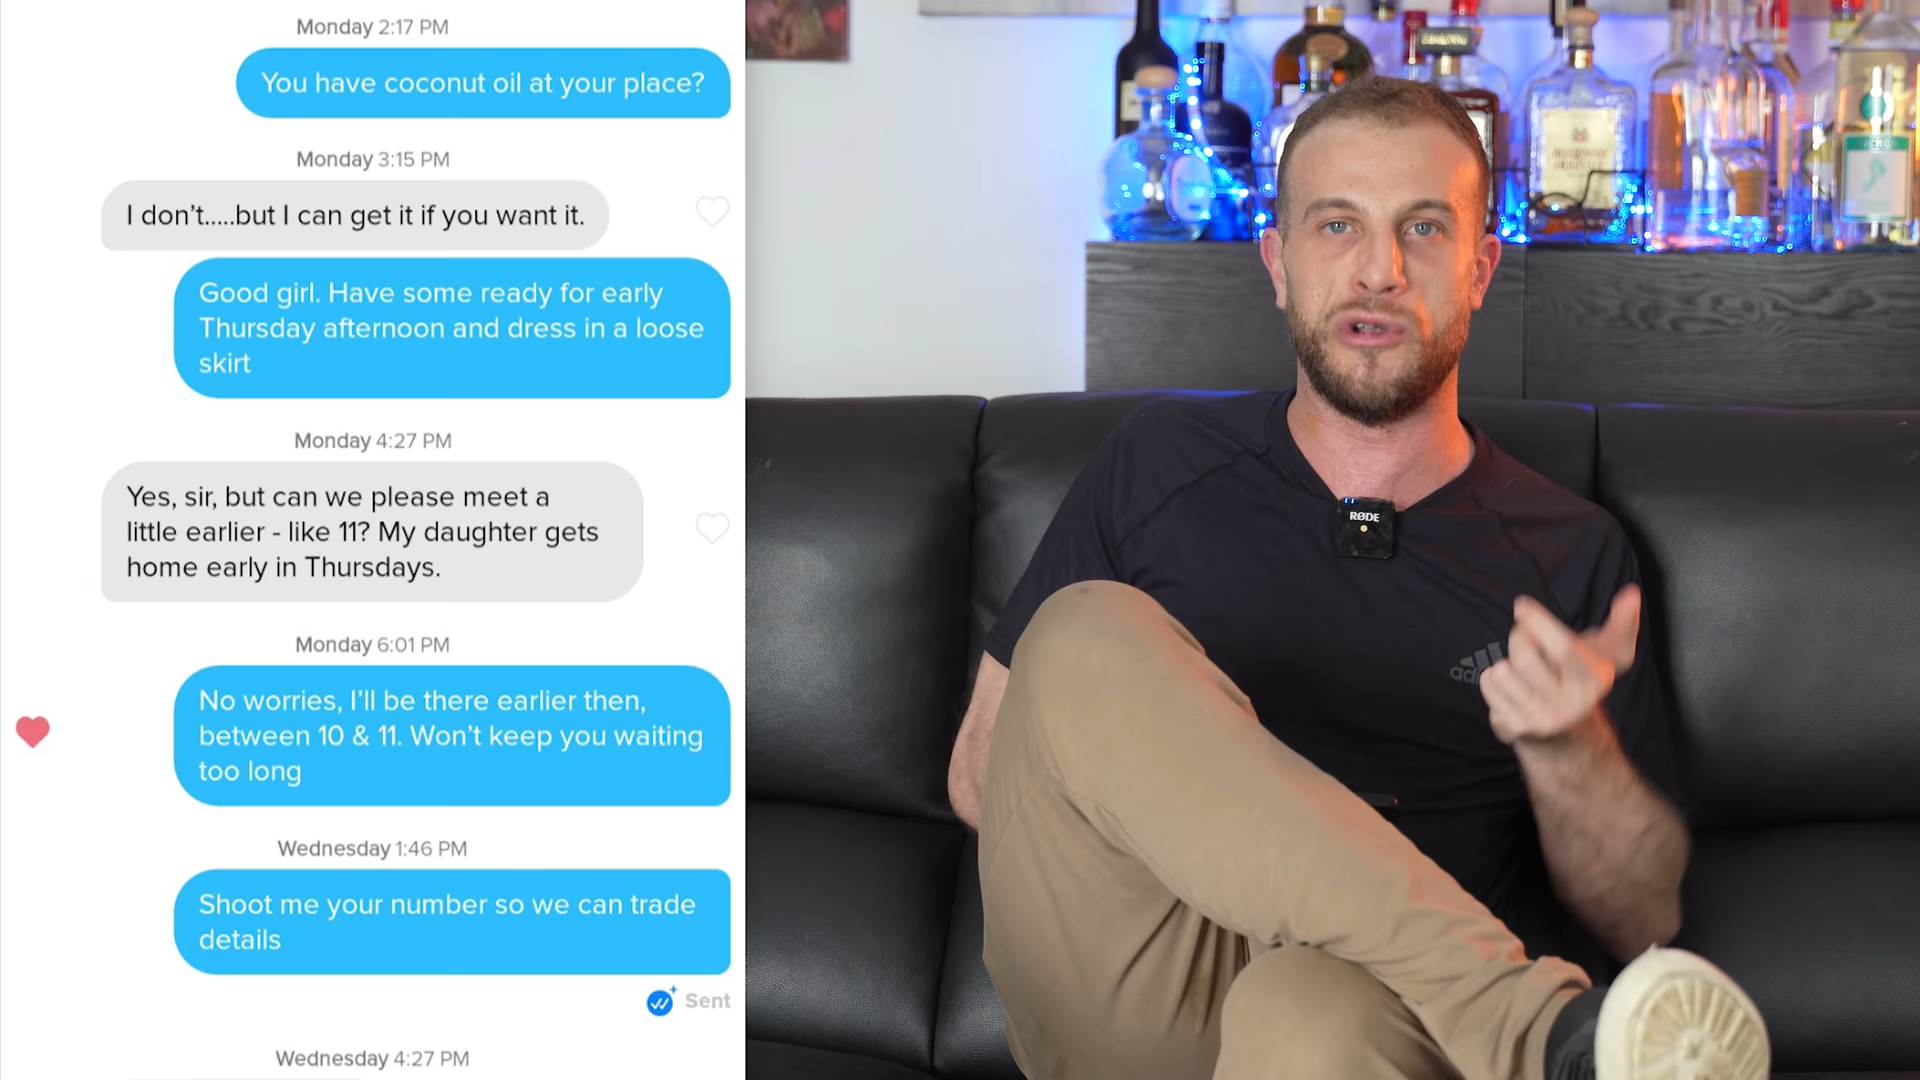 Monday 2:17 PM
You have coconut oil at your place?
Monday 3:15 PM
I don't.....but I can get it if you want it.
Good girl. Have some ready for early
Thursday afternoon and dress in a loose
skirt
Monday 4:27 PM
Yes, sir, but can we please meet a
little earlier - like 11? My daughter gets
home early in Thursdays.
Monday 6:01 PM
No worries, I'll be there earlier then,
between 10 & 11. Won't keep you waiting
too long
Wednesday 1:46 PM
Shoot me your number so we can trade
details
Sent
Wednesday 4:27 PM
RØDE
DISARONNO
ORIGINALE